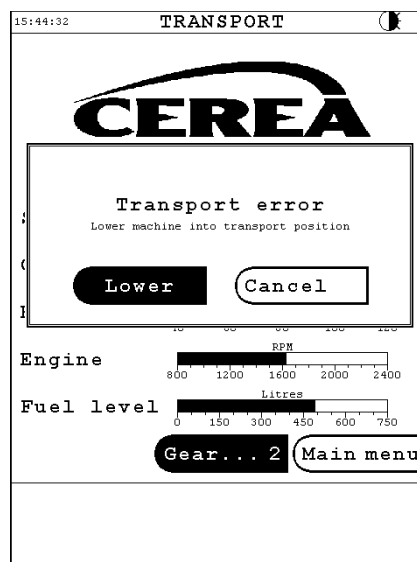 15:44:32 TRANSPORT
CEREA
Transport error
Lower machine into transport position
Lower Cancel
RPM
Engine
800 1200 1600 2000 2400
Litres
Fuel level
0 150 300 450 600 750
Gear... 2 Main menu